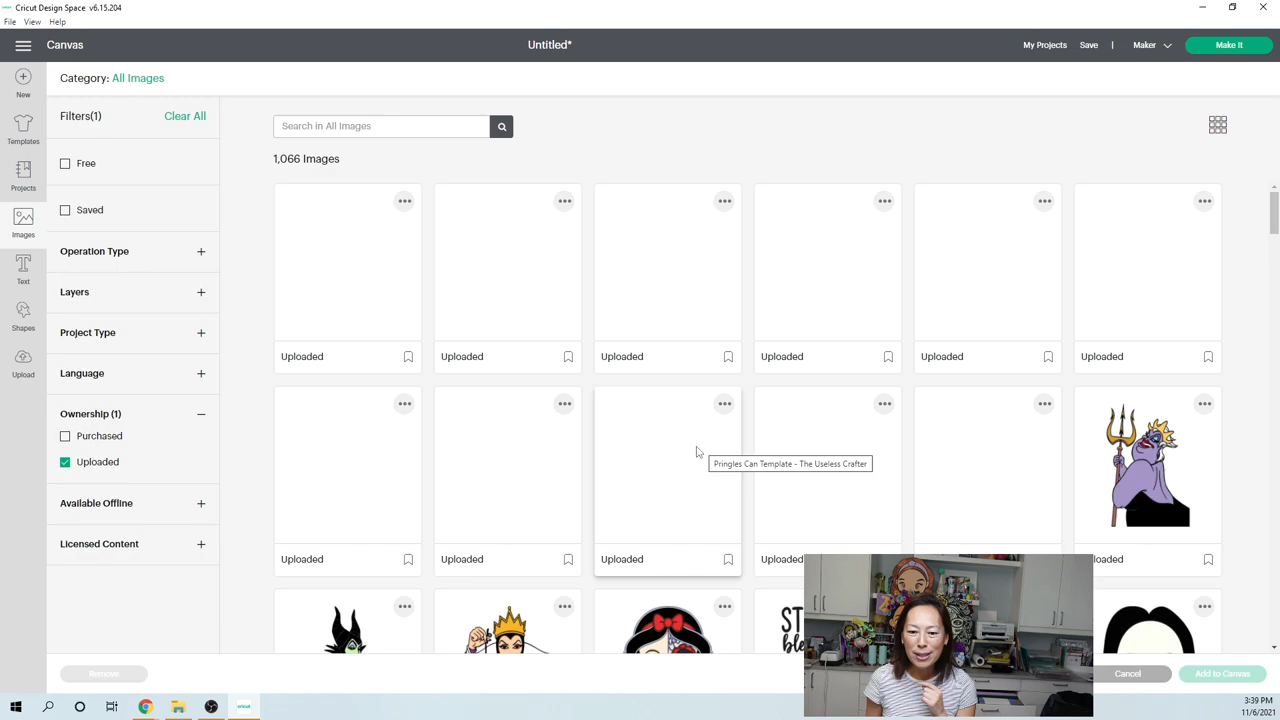 Cricut Design Space v6.15.204
File View Help
Canvas
Untitled*
My Projects Save | Maker Make It
New
Templates
Projects
Images
Text
Shapes
Upload
Category: All Images
Filters(1) Clear All
Free
Saved
Operation Type
Layers
Project Type
Language
Ownership (1)
Purchased
Uploaded
Available Offline
Licensed Content
Remove
Search in All Images
1,066 Images
Uploaded Uploaded Uploaded Uploaded Uploaded Uploaded
Pringles Can Template - The Useless Crafter
Uploaded Uploaded Uploaded Uploaded
Cancel Add to Canvas
3:39 PM
11/6/2021